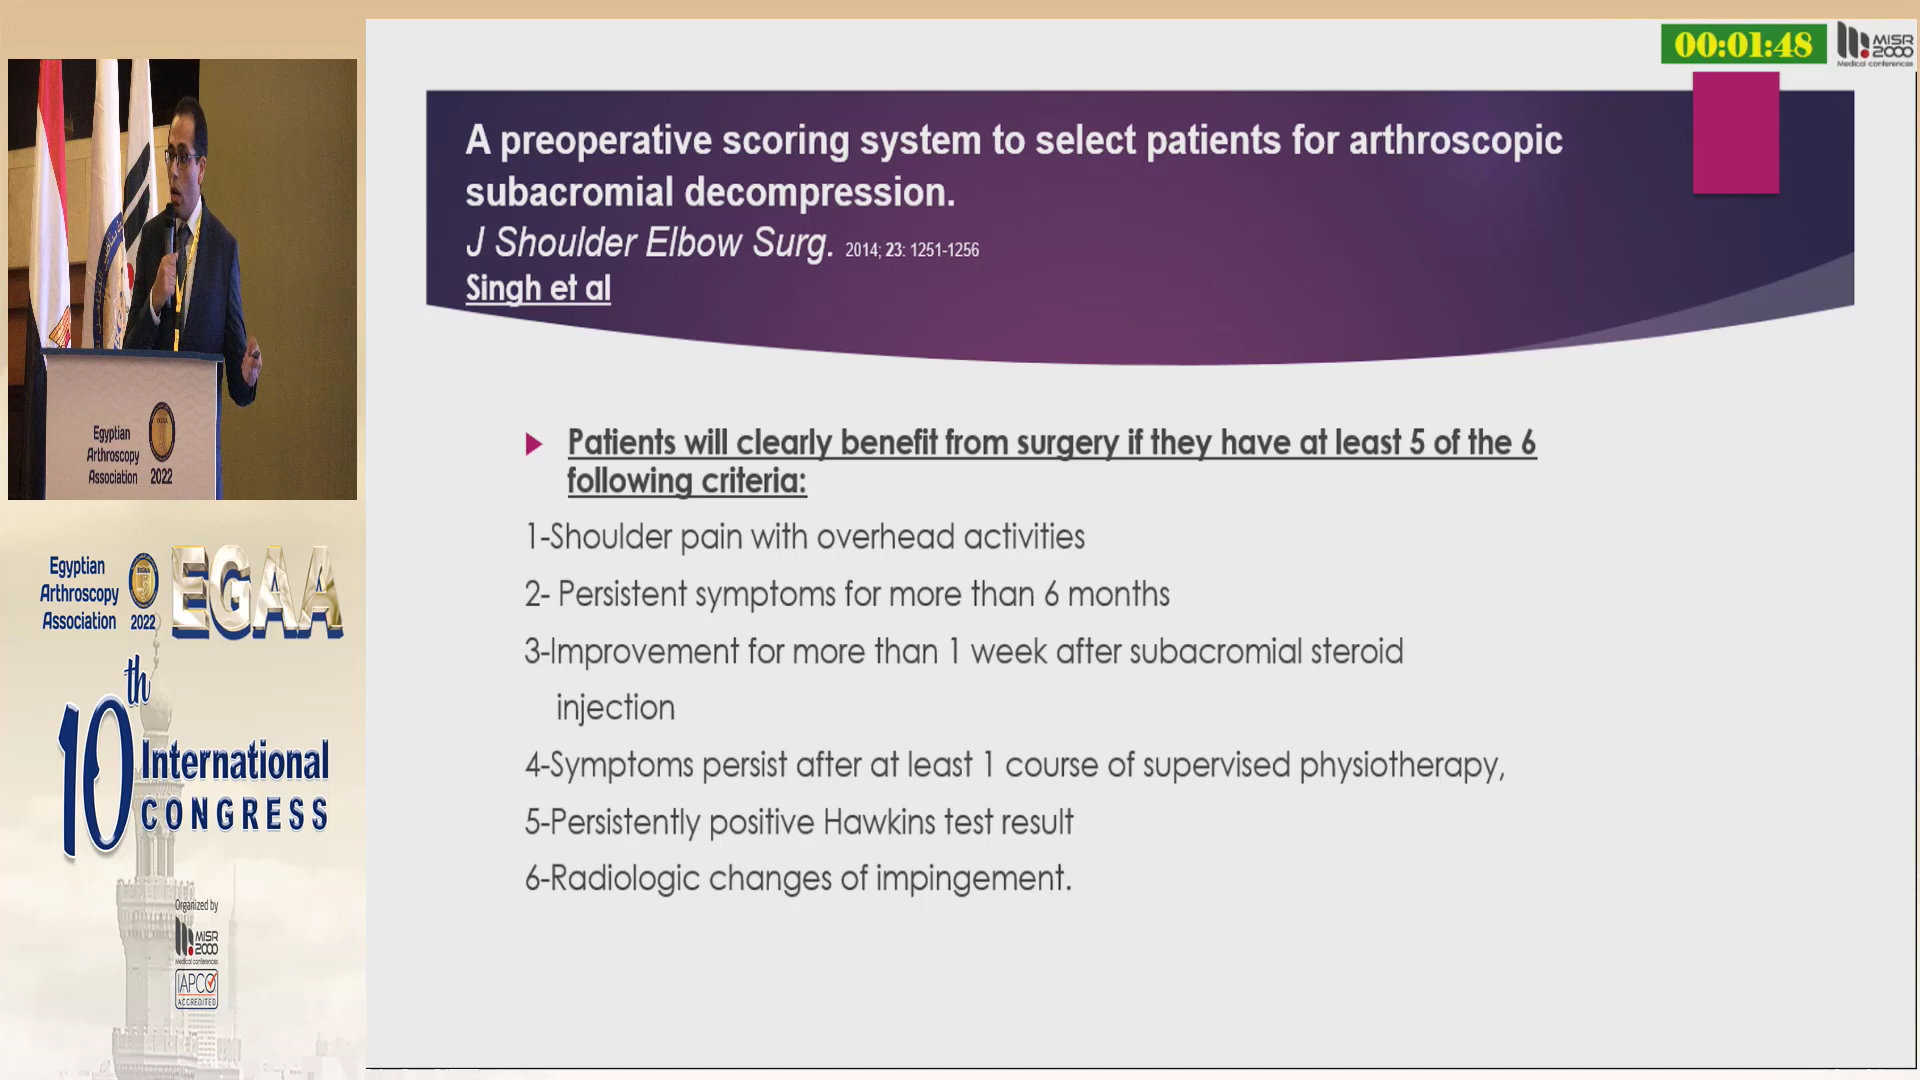 00:01:48
MISR
2000
Medical conferences
A preoperative scoring system to select patients for arthroscopic
subacromial decompression.
J Shoulder Elbow Surg. 2014; 23: 1251-1256
Singh et al
Patients will clearly benefit from surgery if they have at least 5 of the 6
following criteria:
1-Shoulder pain with overhead activities
2- Persistent symptoms for more than 6 months
3-Improvement for more than 1 week after subacromial steroid
injection
4-Symptoms persist after at least 1 course of supervised physiotherapy,
5-Persistently positive Hawkins test result
6-Radiologic changes of impingement.
Egyptian
Arthroscopy
Association 2022
Egyptian
Arthroscopy
Association 2022
EGAA
10th
International
CONGRESS
Organized by
MISR
2000
Medical conferences
IAPCO
ACCREDITED